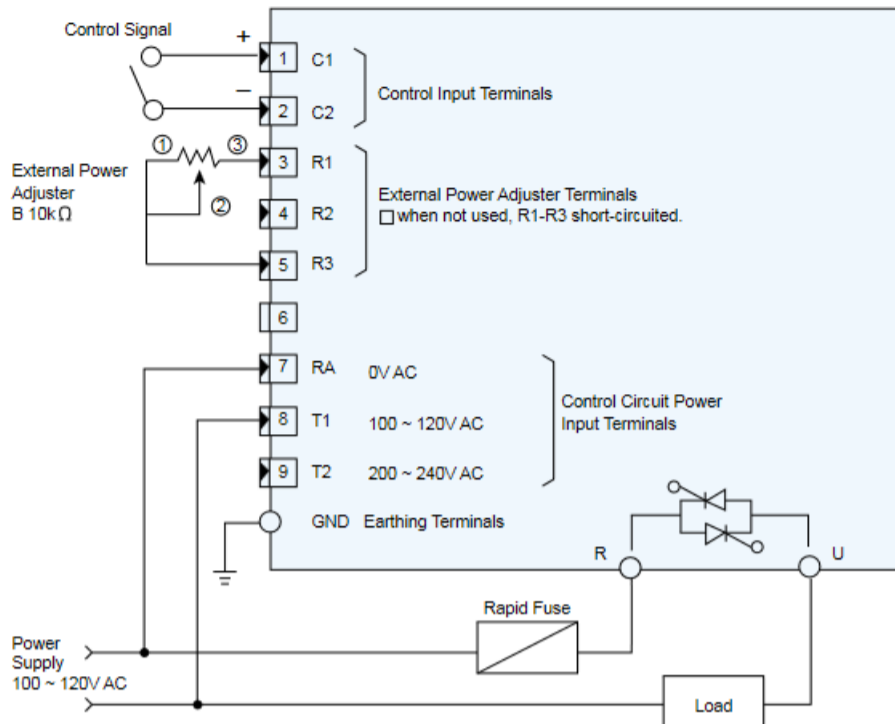 Control Signal
+
1 C1
Control Input Terminals
–
2 C2
① ③
3 R1
External Power
Adjuster
B 10kΩ
②
External Power Adjuster Terminals
□ when not used, R1-R3 short-circuited.
4 R2
5 R3
6
7 RA 0V AC
Control Circuit Power
Input Terminals
8 T1 100 ~ 120V AC
9 T2 200 ~ 240V AC
GND Earthing Terminals
R U
Rapid Fuse
Power
Supply
100 ~ 120V AC
Load